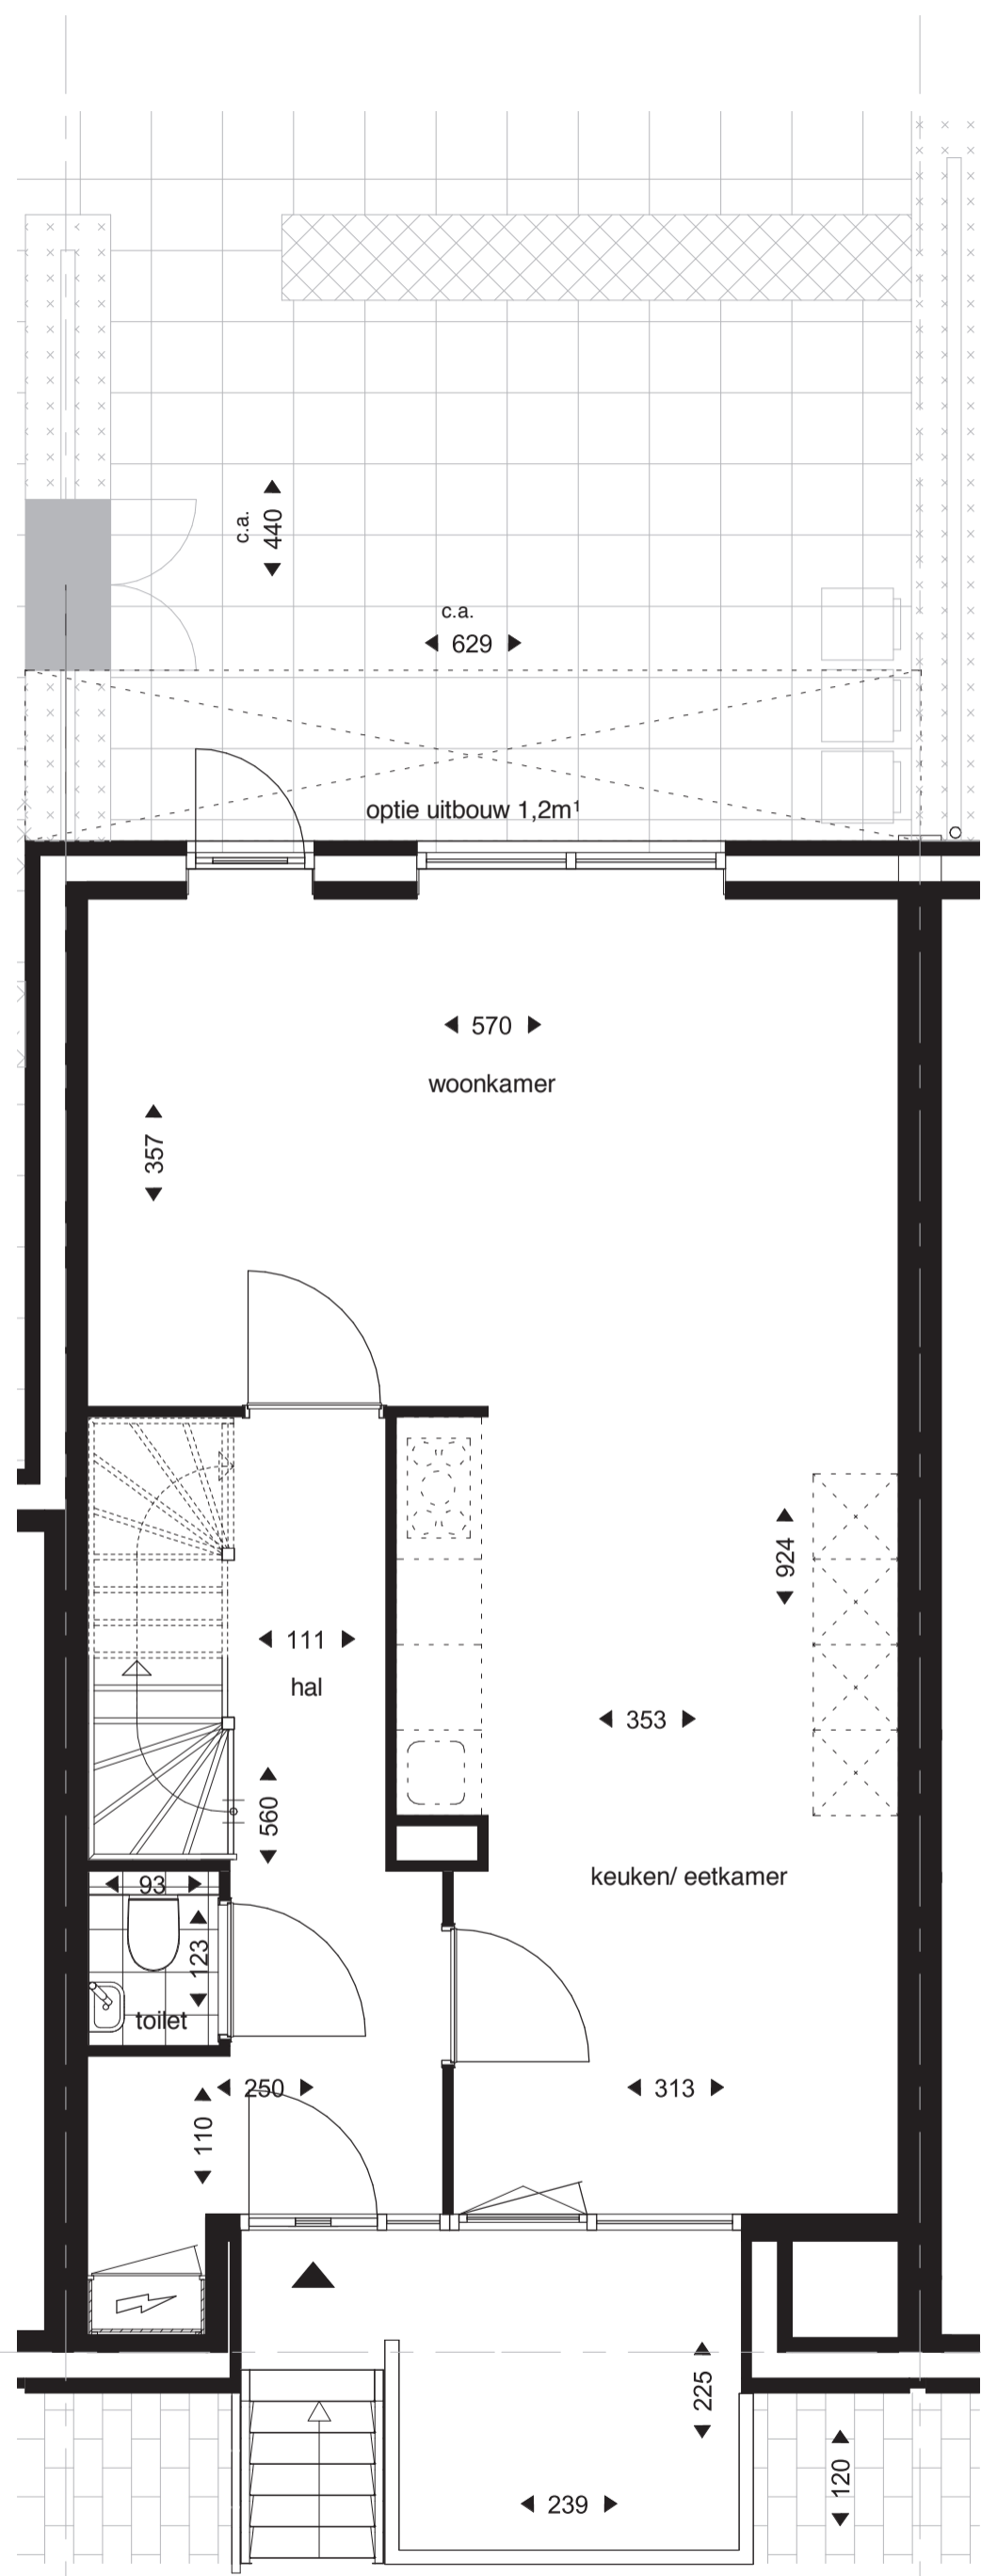 c.a.
440
c.a.
629
optie uitbouw 1,2m¹
570
woonkamer
357
924
111
hal
353
560
keuken/ eetkamer
93
123
toilet
250
313
110
225
120
239